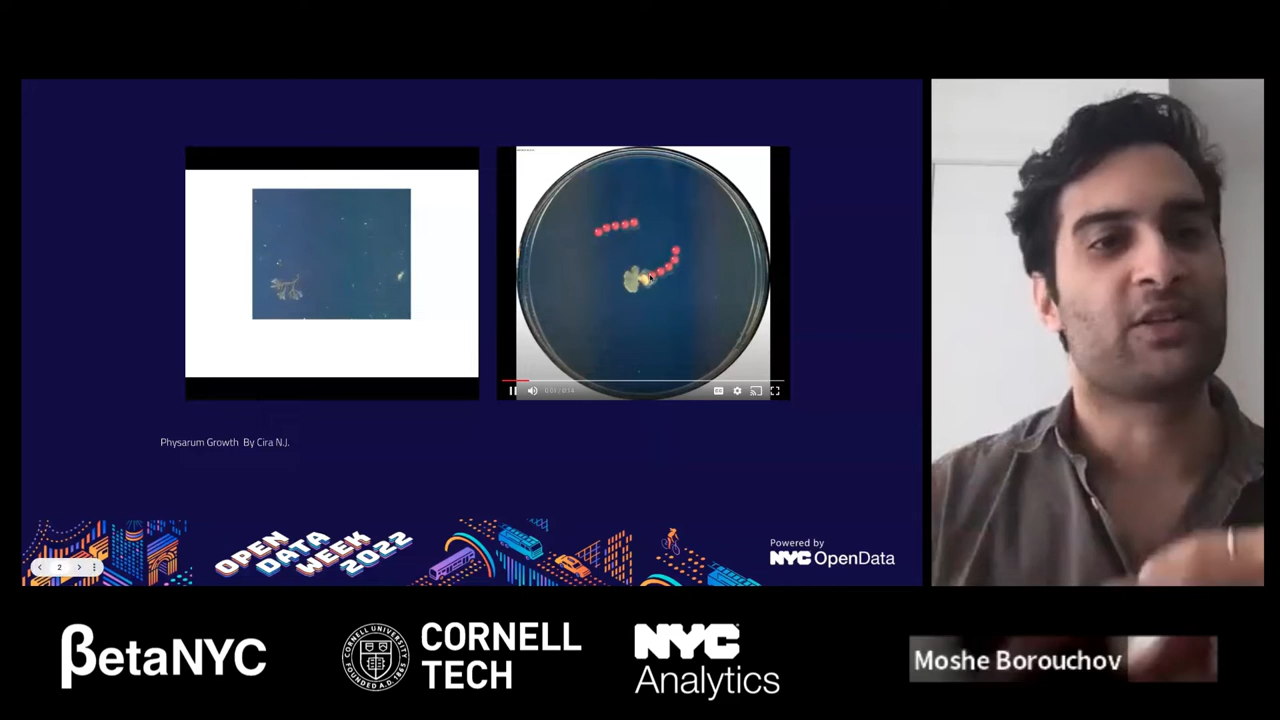 Physarum Growth By Cira N.J.
2
OPEN
DATA
WEEK
2022
Powered by
NYC OpenData
βetaNYC
CORNELL
TECH
NYC
Analytics
Moshe Borouchov